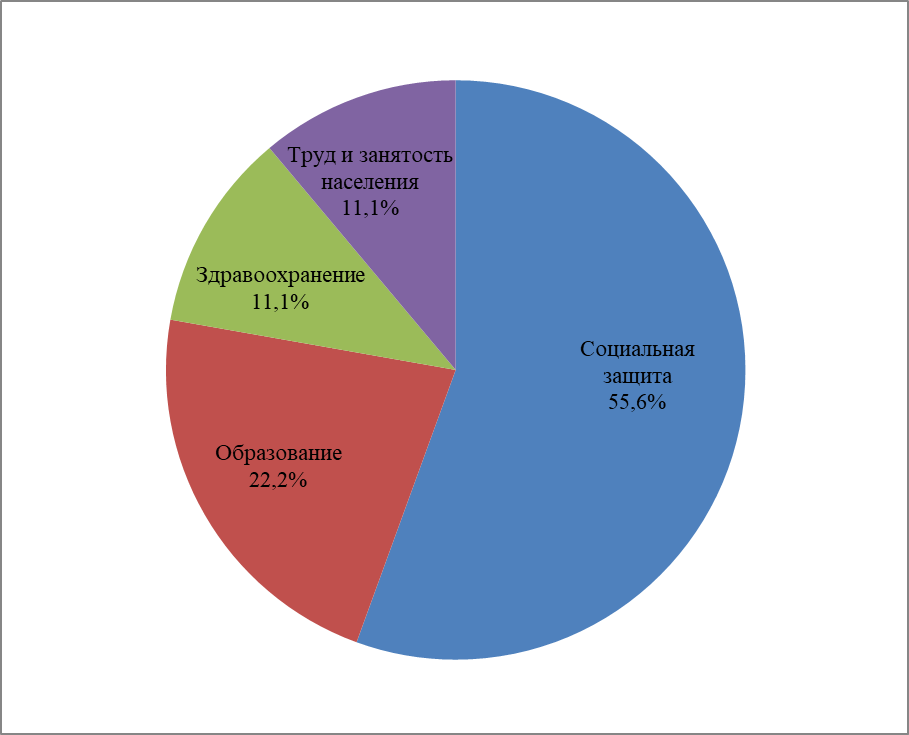 Труд и занятость
населения
11,1%
Здравоохранение
11,1%
Социальная
защита
55,6%
Образование
22,2%